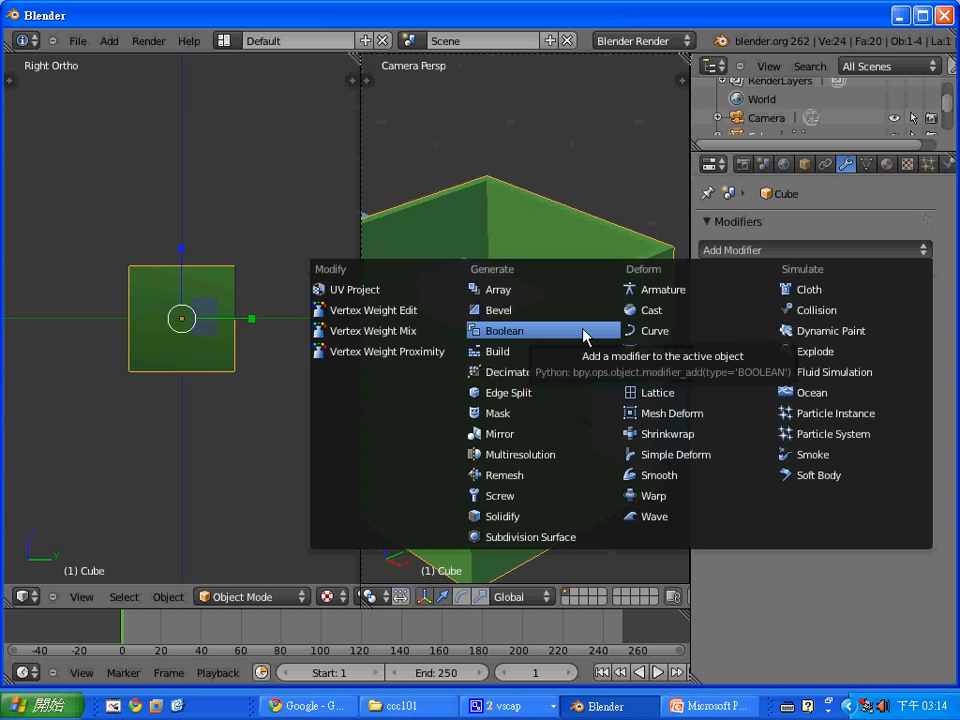 Blender
File Add Render Help Default Scene Blender Render blender.org 262 | Ve:24 | Fa:20 | Ob:1-4 | La:1
Right Ortho
Camera Persp
View Search All Scenes
RenderLayers
World
Camera
Cube
Modifiers
Add Modifier
Modify
UV Project
Vertex Weight Edit
Vertex Weight Mix
Vertex Weight Proximity
Generate
Array
Bevel
Boolean
Build
Decimate
Edge Split
Mask
Mirror
Multiresolution
Remesh
Screw
Solidify
Subdivision Surface
Deform
Armature
Cast
Curve
Lattice
Mesh Deform
Shrinkwrap
Simple Deform
Smooth
Warp
Wave
Simulate
Cloth
Collision
Dynamic Paint
Explode
Fluid Simulation
Ocean
Particle Instance
Particle System
Smoke
Soft Body
Add a modifier to the active object
Python: bpy.ops.object.modifier_add(type='BOOLEAN')
z
y
(1) Cube
(1) Cube
View Select Object Object Mode Global
-40 -20 0 20 40 60 80 100 120 140 160 180 200 220 240 260
View Marker Frame Playback Start: 1 End: 250 1
開始 Google - G... ccc101 2 vscap Blender Microsoft P... 下午 03:14